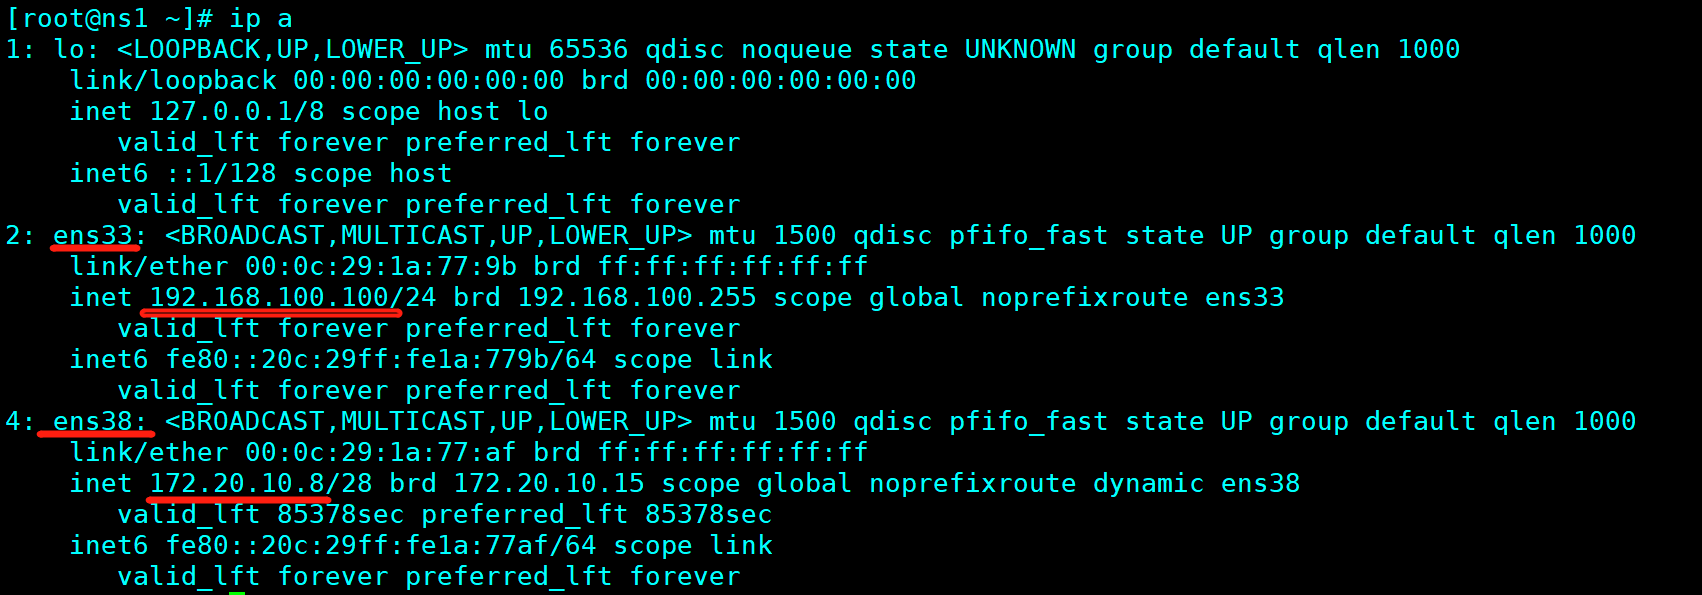 [root@ns1 ~]# ip a
1: lo: <LOOPBACK,UP,LOWER_UP> mtu 65536 qdisc noqueue state UNKNOWN group default qlen 1000
    link/loopback 00:00:00:00:00:00 brd 00:00:00:00:00:00
    inet 127.0.0.1/8 scope host lo
       valid_lft forever preferred_lft forever
    inet6 ::1/128 scope host
       valid_lft forever preferred_lft forever
2: ens33: <BROADCAST,MULTICAST,UP,LOWER_UP> mtu 1500 qdisc pfifo_fast state UP group default qlen 1000
    link/ether 00:0c:29:1a:77:9b brd ff:ff:ff:ff:ff:ff
    inet 192.168.100.100/24 brd 192.168.100.255 scope global noprefixroute ens33
       valid_lft forever preferred_lft forever
    inet6 fe80::20c:29ff:fe1a:779b/64 scope link
       valid_lft forever preferred_lft forever
4: ens38: <BROADCAST,MULTICAST,UP,LOWER_UP> mtu 1500 qdisc pfifo_fast state UP group default qlen 1000
    link/ether 00:0c:29:1a:77:af brd ff:ff:ff:ff:ff:ff
    inet 172.20.10.8/28 brd 172.20.10.15 scope global noprefixroute dynamic ens38
       valid_lft 85378sec preferred_lft 85378sec
    inet6 fe80::20c:29ff:fe1a:77af/64 scope link
       valid_lft forever preferred_lft forever